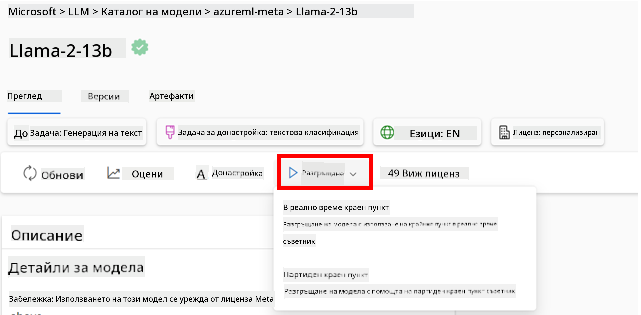 Microsoft > LLM > Каталог на модели > azureml-meta > Llama-2-13b
Llama-2-13b
Преглед Версии Артефакти
До Задача: Генерация на текст
Задача за донастройка: текстова класификация
Езици: EN
Лиценз: персонализиран
Обнови Оцени Донастройка Разгръщане 49 Виж лиценз
В реално време краен пункт
Разгръщане на модел с използване на крайния пункт в реално време
съветник
Партиден краен пункт
Разгръщане на модела с помощта на партиден краен пункт съветник
Описание
Детайли за модела
Забележка: Използването на този модел се урежда от лиценза Meta